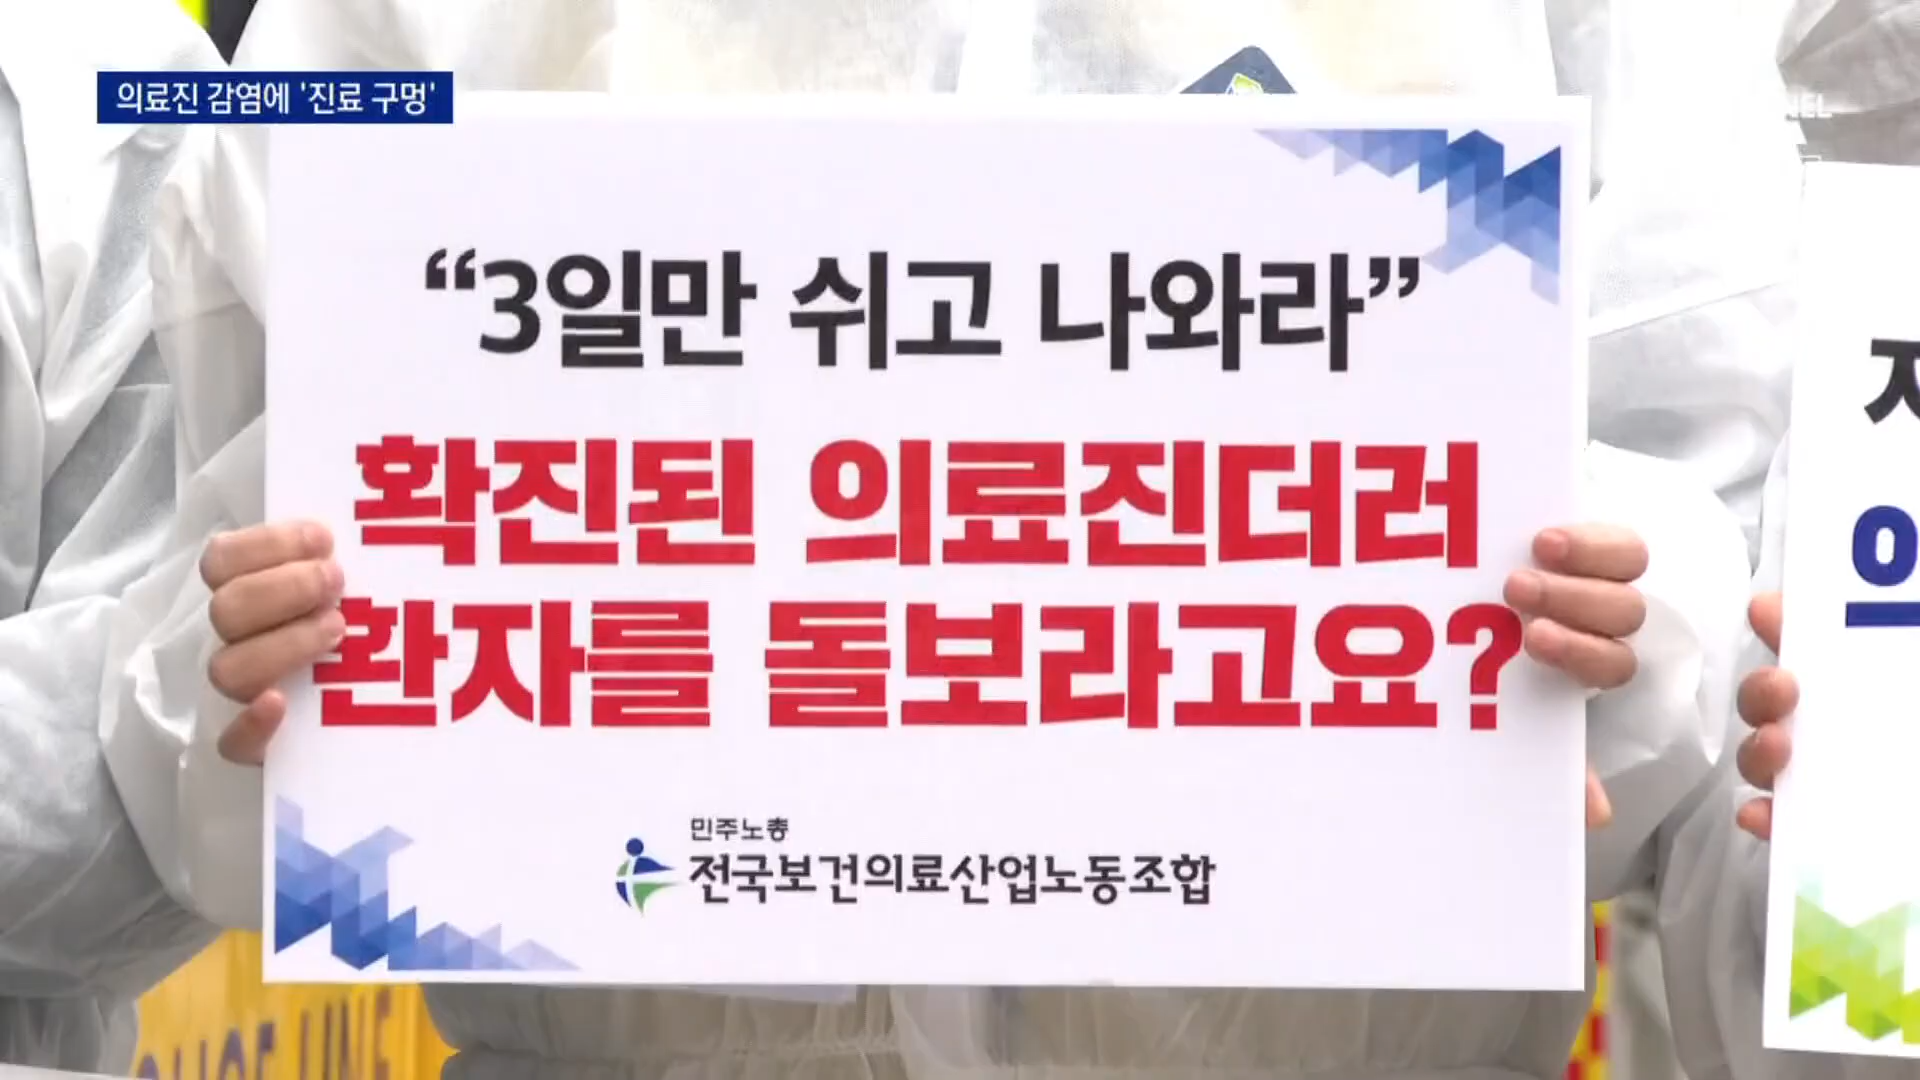 의료진 감염에 '진료 구멍'
“3일만 쉬고 나와라”
확진된 의료진더러
환자를 돌보라고요?
민주노총
전국보건의료산업노동조합
LINE